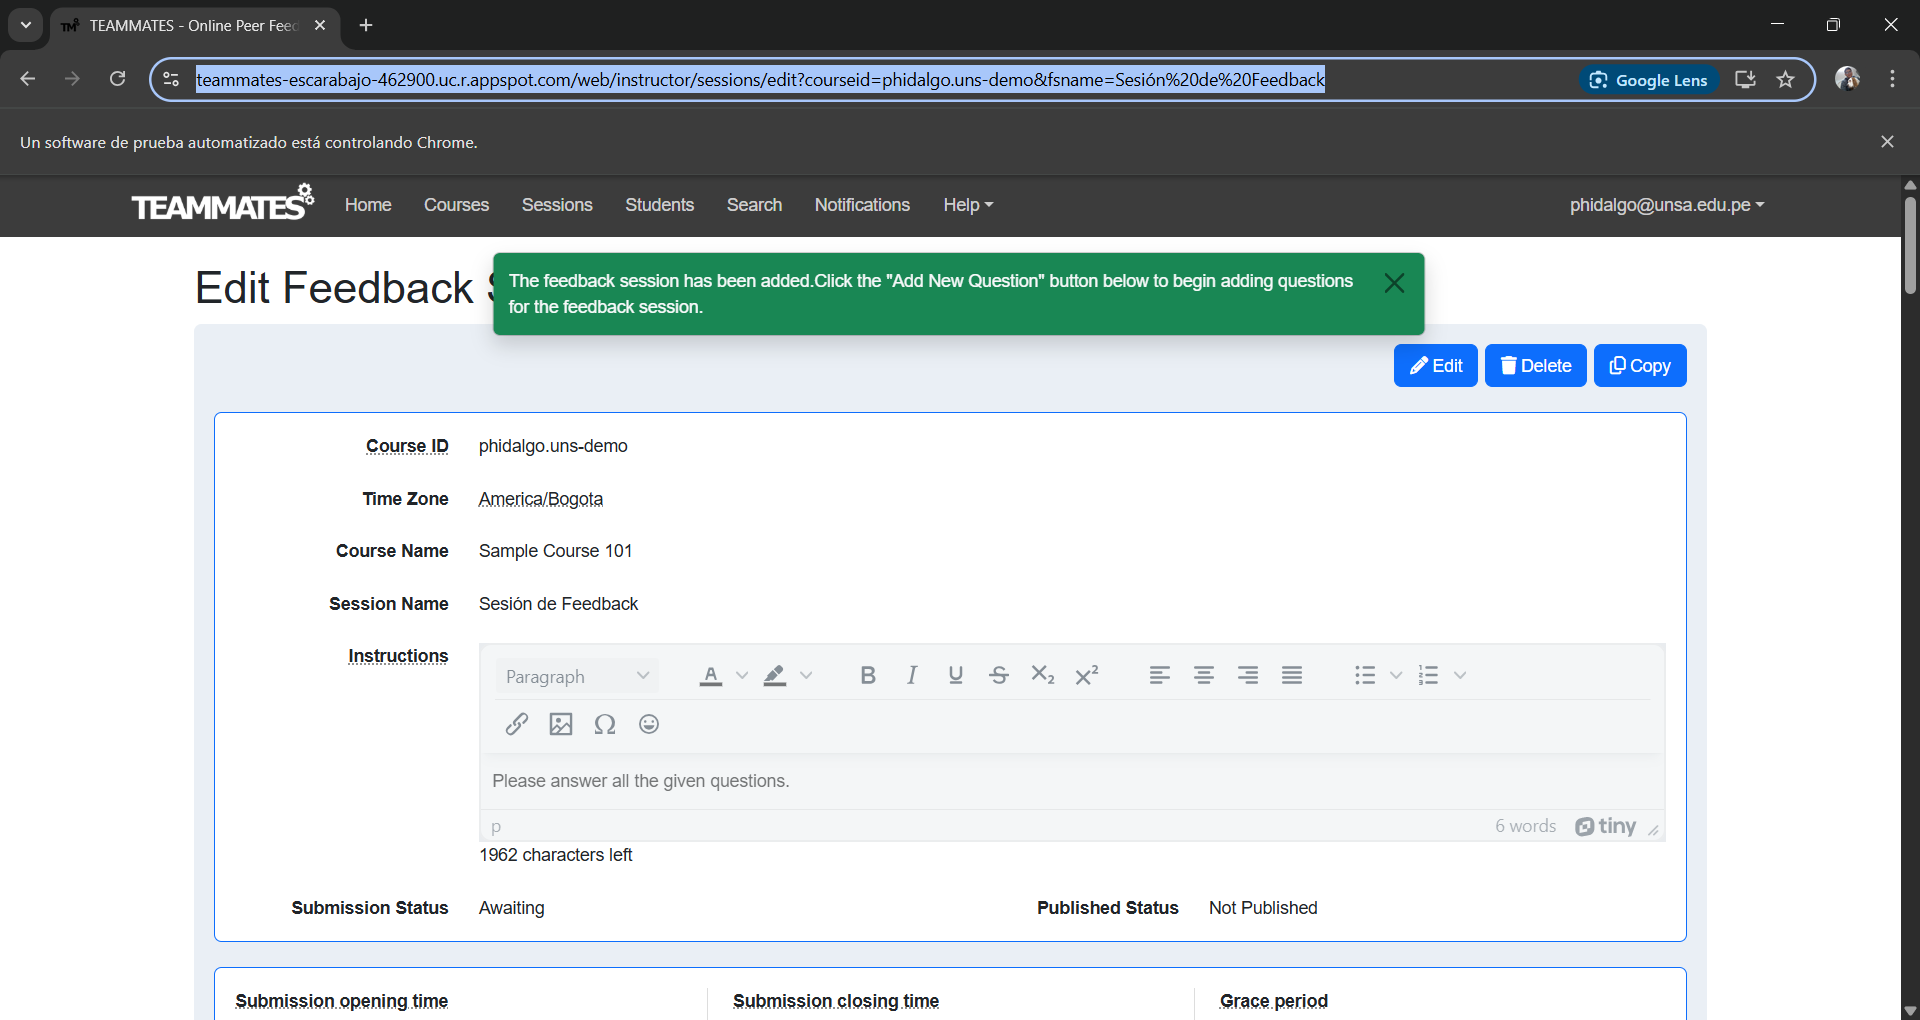 TEAMMATES - Online Peer Feed
teammates-escarabajo-462900.uc.r.appspot.com/web/instructor/sessions/edit?courseid=phidalgo.uns-demo&fsname=Sesión%20de%20Feedback
Google Lens
Un software de prueba automatizado está controlando Chrome.
TEAMMATES Home Courses Sessions Students Search Notifications Help phidalgo@unsa.edu.pe
Edit Feedback S
The feedback session has been added.Click the "Add New Question" button below to begin adding questions
for the feedback session.
Edit Delete Copy
Course ID phidalgo.uns-demo
Time Zone America/Bogota
Course Name Sample Course 101
Session Name Sesión de Feedback
Instructions
Paragraph
Please answer all the given questions.
p 6 words tiny
1962 characters left
Submission Status Awaiting Published Status Not Published
Submission opening time Submission closing time Grace period